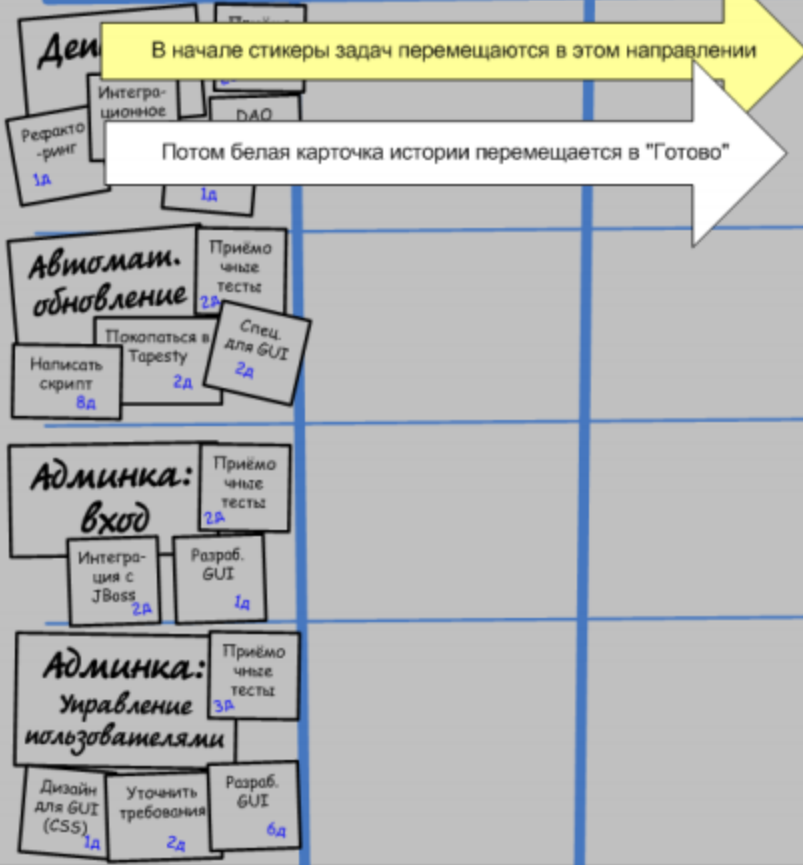 В начале стикеры задач перемещаются в этом направлении
Интегра-
ционное
DAO
Рефакто
-ринг
1д
Потом белая карточка истории перемещается в "Готово"
1д
Автомат.
обновление
Приёмо
чные
тесты
2д
Покопаться в
Tapesty
2д
Спец.
для GUI
2д
Написать
скрипт
8д
Админка:
вход
Приёмо
чные
тесты
2д
Интегра-
ция с
JBoss
2д
Разраб.
GUI
1д
Админка:
Управление
пользователями
Приёмо
чные
тесты
3д
Дизайн
для GUI
(CSS)
1д
Уточнить
требования
2д
Разраб.
GUI
6д